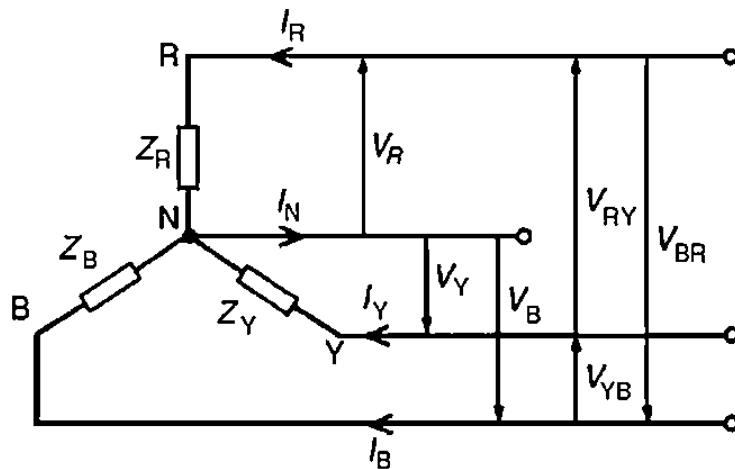 I_R
R
Z_R
V_R
N
I_N
V_RY
V_BR
Z_B
Z_Y
V_Y
V_B
B
I_Y
Y
V_YB
I_B